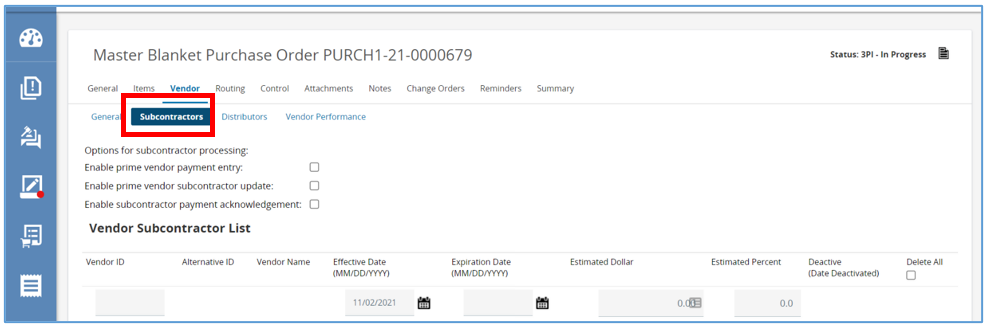 Master Blanket Purchase Order PURCH1-21-0000679
Status: 3PI - In Progress
General Items Vendor Routing Control Attachments Notes Change Orders Reminders Summary
General Subcontractors Distributors Vendor Performance
Options for subcontractor processing:
Enable prime vendor payment entry:
Enable prime vendor subcontractor update:
Enable subcontractor payment acknowledgement:
Vendor Subcontractor List
Vendor ID Alternative ID Vendor Name Effective Date Expiration Date Estimated Dollar Estimated Percent Deactive Delete All
(MM/DD/YYYY) (MM/DD/YYYY) (Date Deactivated)
11/02/2021 0.0 0.0